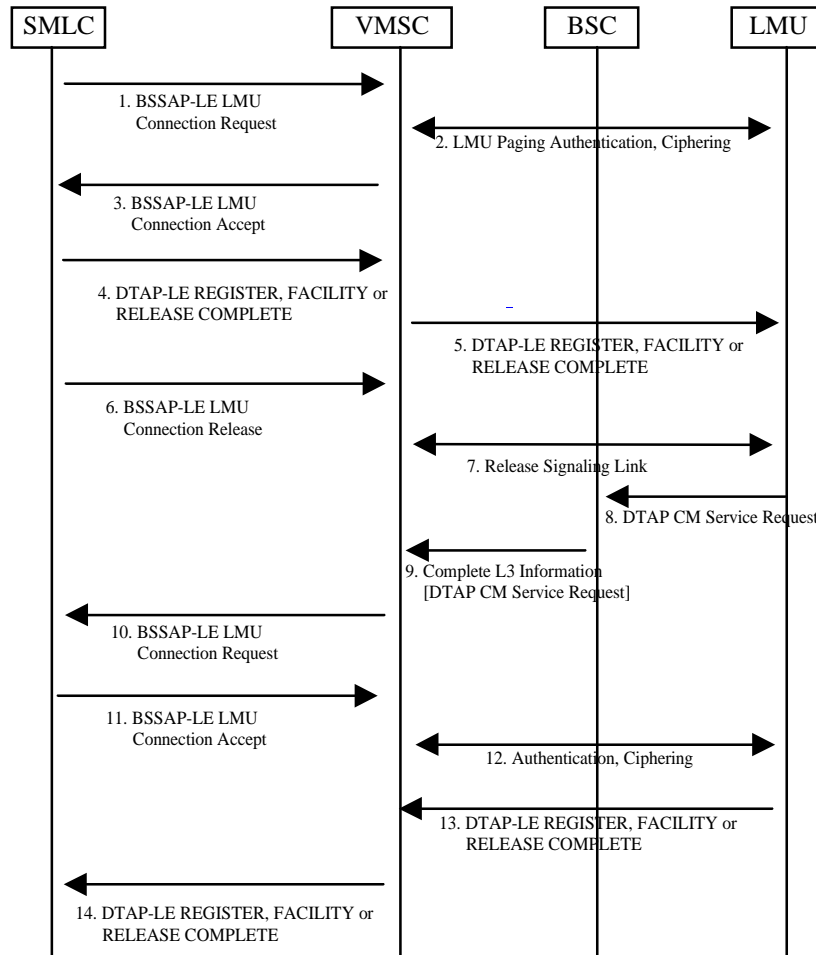 SMLC
VMSC
BSC
LMU
1. BSSAP-LE LMU
Connection Request
2. LMU Paging Authentication, Ciphering
3. BSSAP-LE LMU
Connection Accept
4. DTAP-LE REGISTER, FACILITY or
RELEASE COMPLETE
5. DTAP-LE REGISTER, FACILITY or
RELEASE COMPLETE
6. BSSAP-LE LMU
Connection Release
7. Release Signaling Link
8. DTAP CM Service Request
9. Complete L3 Information
[DTAP CM Service Request]
10. BSSAP-LE LMU
Connection Request
11. BSSAP-LE LMU
Connection Accept
12. Authentication, Ciphering
13. DTAP-LE REGISTER, FACILITY or
RELEASE COMPLETE
14. DTAP-LE REGISTER, FACILITY or
RELEASE COMPLETE